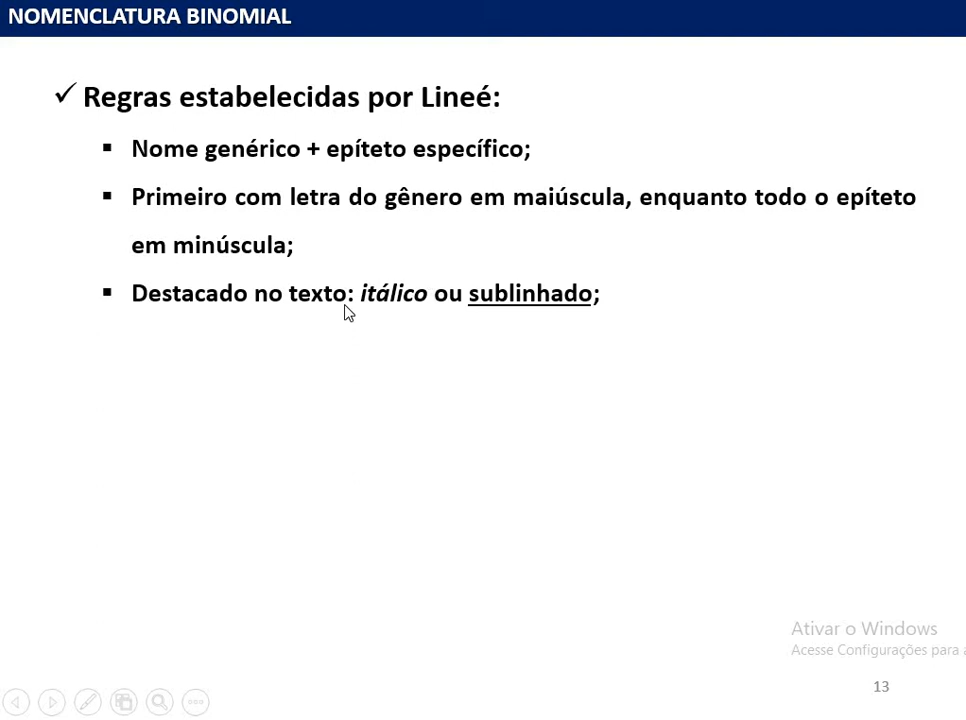 NOMENCLATURA BINOMIAL
✓ Regras estabelecidas por Lineé:
▪ Nome genérico + epíteto específico;
▪ Primeiro com letra do gênero em maiúscula, enquanto todo o epíteto
em minúscula;
▪ Destacado no texto: itálico ou sublinhado;
Ativar o Windows
Acesse Configurações para a
13